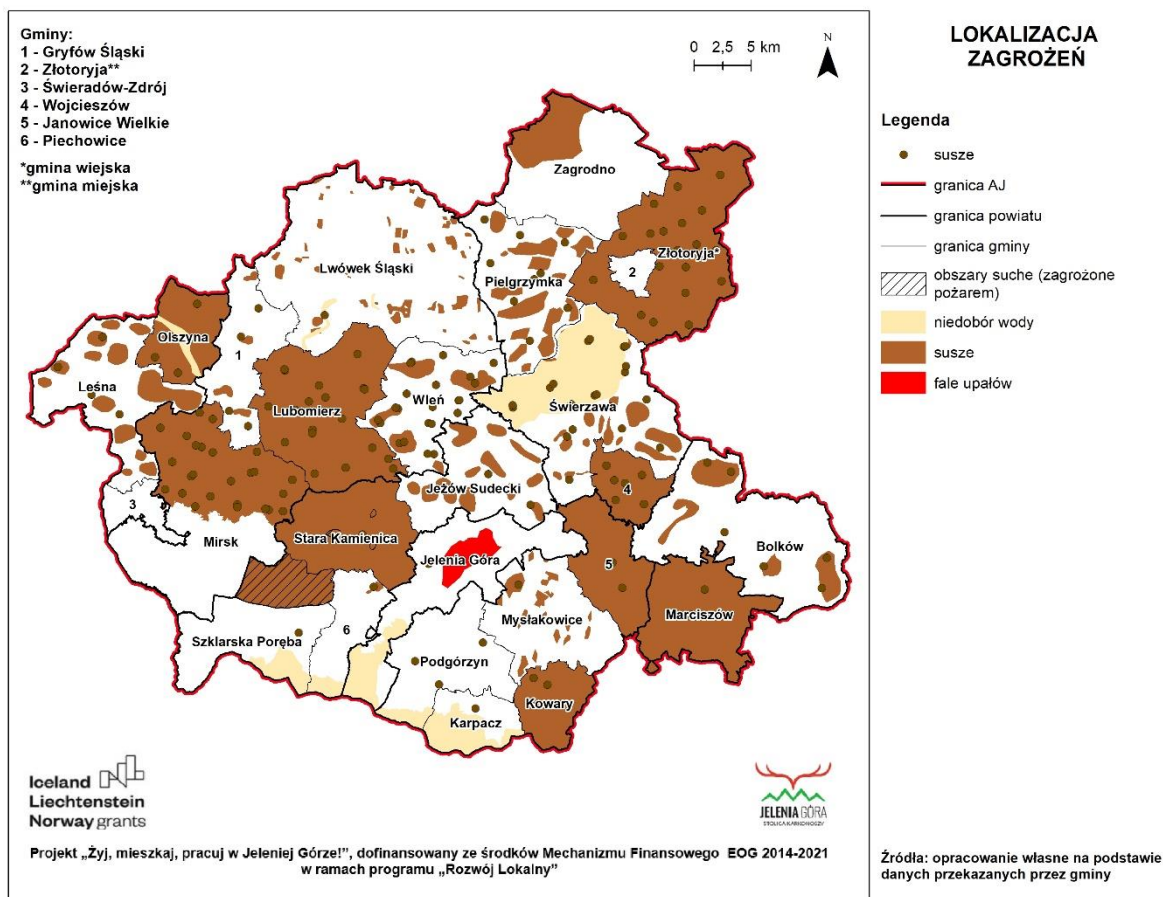 Gminy:
1 - Gryfów Śląski
2 - Złotoryja**
3 - Świeradów-Zdrój
4 - Wojcieszów
5 - Janowice Wielkie
6 - Piechowice
*gmina wiejska
**gmina miejska
0 2,5 5 km
N
Zagrodno
Złotoryja*
2
Lwówek Śląski
Pielgrzymka
Olszyna
1
Leśna
Lubomierz
Wleń
Świerzawa
3
Mirsk
Jeżów Sudecki
4
Stara Kamienica
Jelenia Góra
5
Bolków
Marciszów
Mysłakowice
Szklarska Poręba
6
Podgórzyn
Kowary
Karpacz
Iceland
Liechtenstein
Norway grants
JELENIA GÓRA
STOLICA KARKONOSZY
Projekt „Żyj, mieszkaj, pracuj w Jeleniej Górze!”, dofinansowany ze środków Mechanizmu Finansowego EOG 2014-2021
w ramach programu „Rozwój Lokalny”
LOKALIZACJA
ZAGROŻEŃ
Legenda
susze
granica AJ
granica powiatu
granica gminy
obszary suche (zagrożone
pożarem)
niedobór wody
susze
fale upałów
Źródła: opracowanie własne na podstawie
danych przekazanych przez gminy